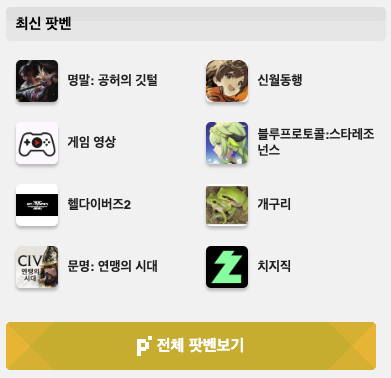 최신 팟벤
명말: 공허의 깃털
신월동행
게임 영상
블루프로토콜:스타레조
넌스
헬다이버즈2
개구리
CIV
연맹의
시대
문명: 연맹의 시대
치지직
전체 팟벤보기